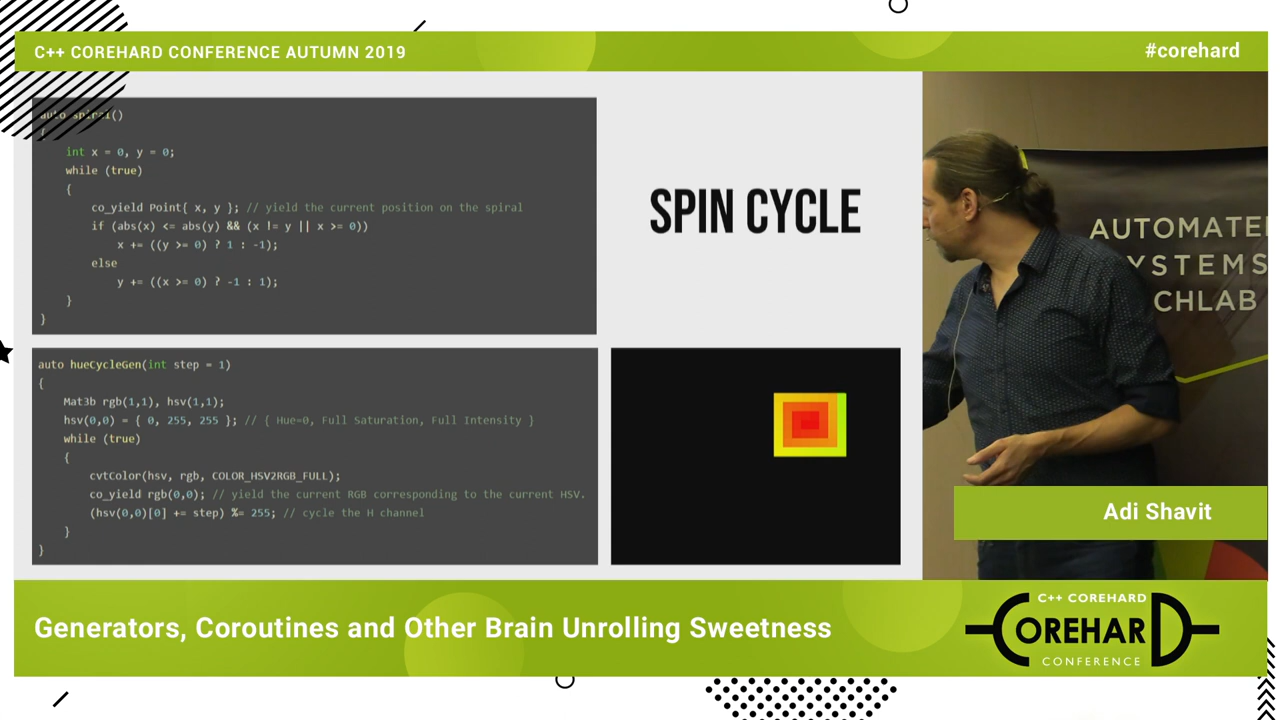 C++ COREHARD CONFERENCE AUTUMN 2019
#corehard
auto spiral()
{
int x = 0, y = 0;
while (true)
{
co_yield Point{ x, y }; // yield the current position on the spiral
if (abs(x) <= abs(y) && (x != y || x >= 0))
x += ((y >= 0) ? 1 : -1);
else
y += ((x >= 0) ? -1 : 1);
}
}
SPIN CYCLE
auto hueCycleGen(int step = 1)
{
Mat3b rgb(1,1), hsv(1,1);
hsv(0,0) = { 0, 255, 255 }; // { Hue=0, Full Saturation, Full Intensity }
while (true)
{
cvtColor(hsv, rgb, COLOR_HSV2RGB_FULL);
co_yield rgb(0,0); // yield the current RGB corresponding to the current HSV.
(hsv(0,0)[0] += step) %= 255; // cycle the H channel
}
}
AUTOMATE
YSTEMS
CHLAB
Adi Shavit
Generators, Coroutines and Other Brain Unrolling Sweetness
C++ COREHARD
COREHARD
CONFERENCE